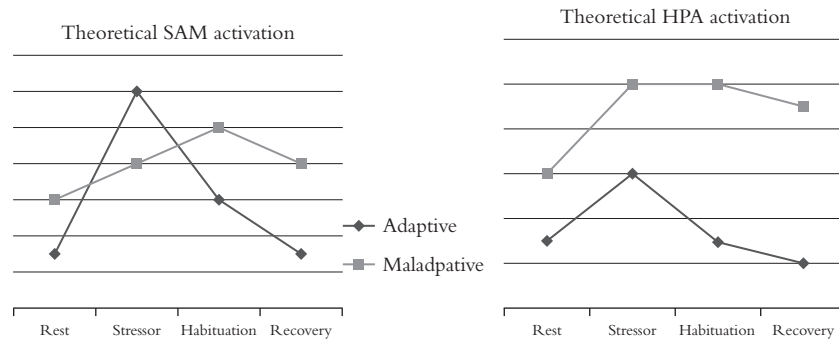 Theoretical SAM activation
Rest Stressor Habituation Recovery
Adaptive
Maladpative
Theoretical HPA activation
Rest Stressor Habituation Recovery